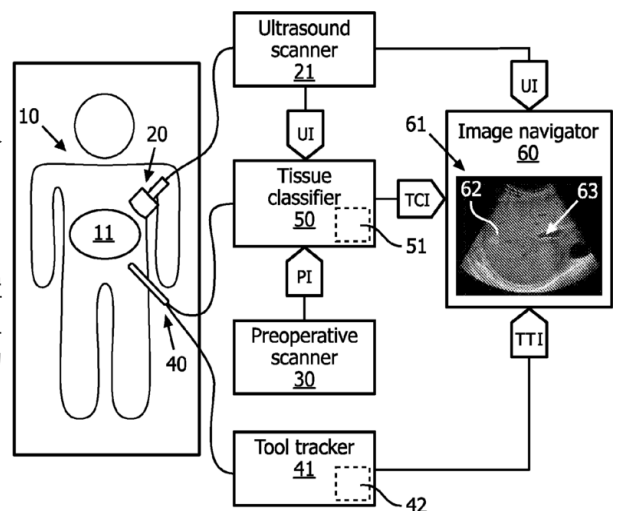 Ultrasound
scanner
21
UI
UI
10
20
11
40
Tissue
classifier
50
51
TCI
61
Image navigator
60
62
63
PI
Preoperative
scanner
30
TTI
Tool tracker
41
42